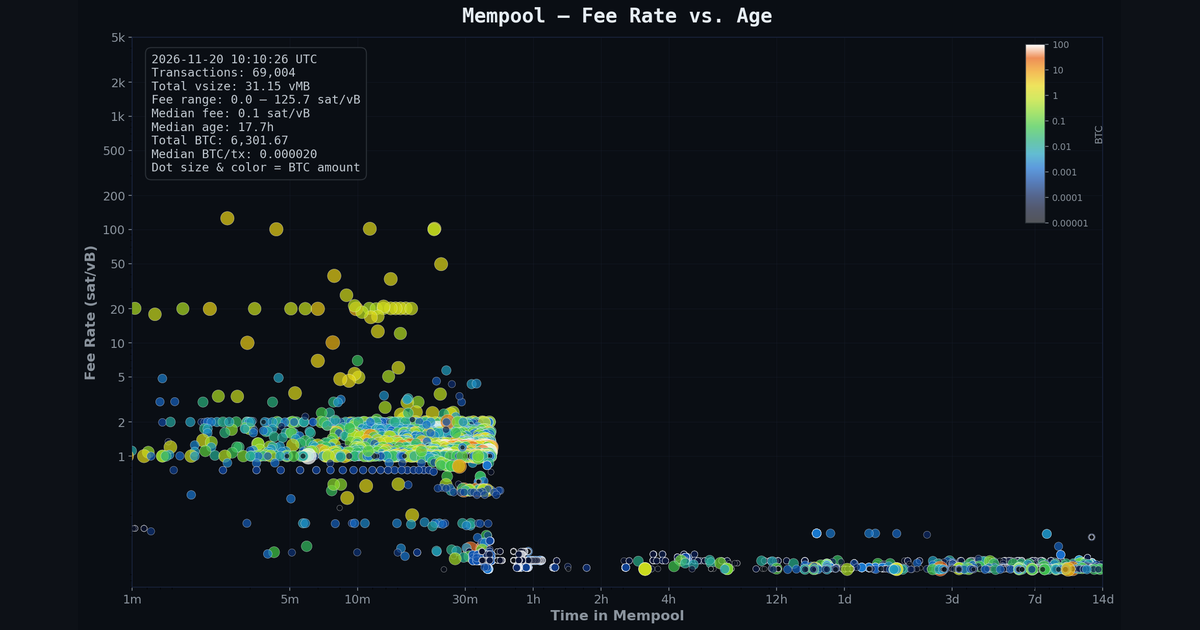 Mempool — Fee Rate vs. Age
2026-11-20 10:10:26 UTC
Transactions: 69,004
Total vsize: 31.15 vMB
Fee range: 0.0 — 125.7 sat/vB
Median fee: 0.1 sat/vB
Median age: 17.7h
Total BTC: 6,301.67
Median BTC/tx: 0.000020
Dot size & color = BTC amount
5k
2k
1k
500
200
100
50
20
10
5
2
1
Fee Rate (sat/vB)
100
10
1
0.1
0.01
0.001
0.0001
0.00001
BTC
1m
5m
10m
30m
1h
2h
4h
12h
1d
3d
7d
14d
Time in Mempool